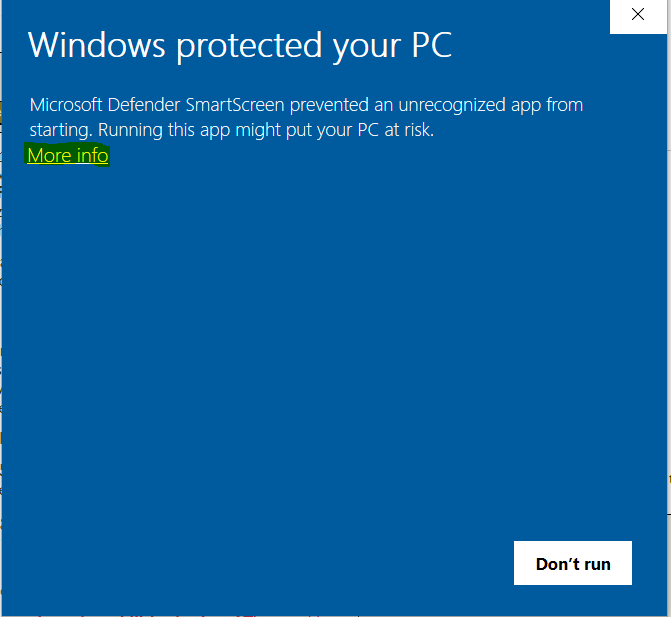 Windows protected your PC
Microsoft Defender SmartScreen prevented an unrecognized app from
starting. Running this app might put your PC at risk.
More info
Don't run